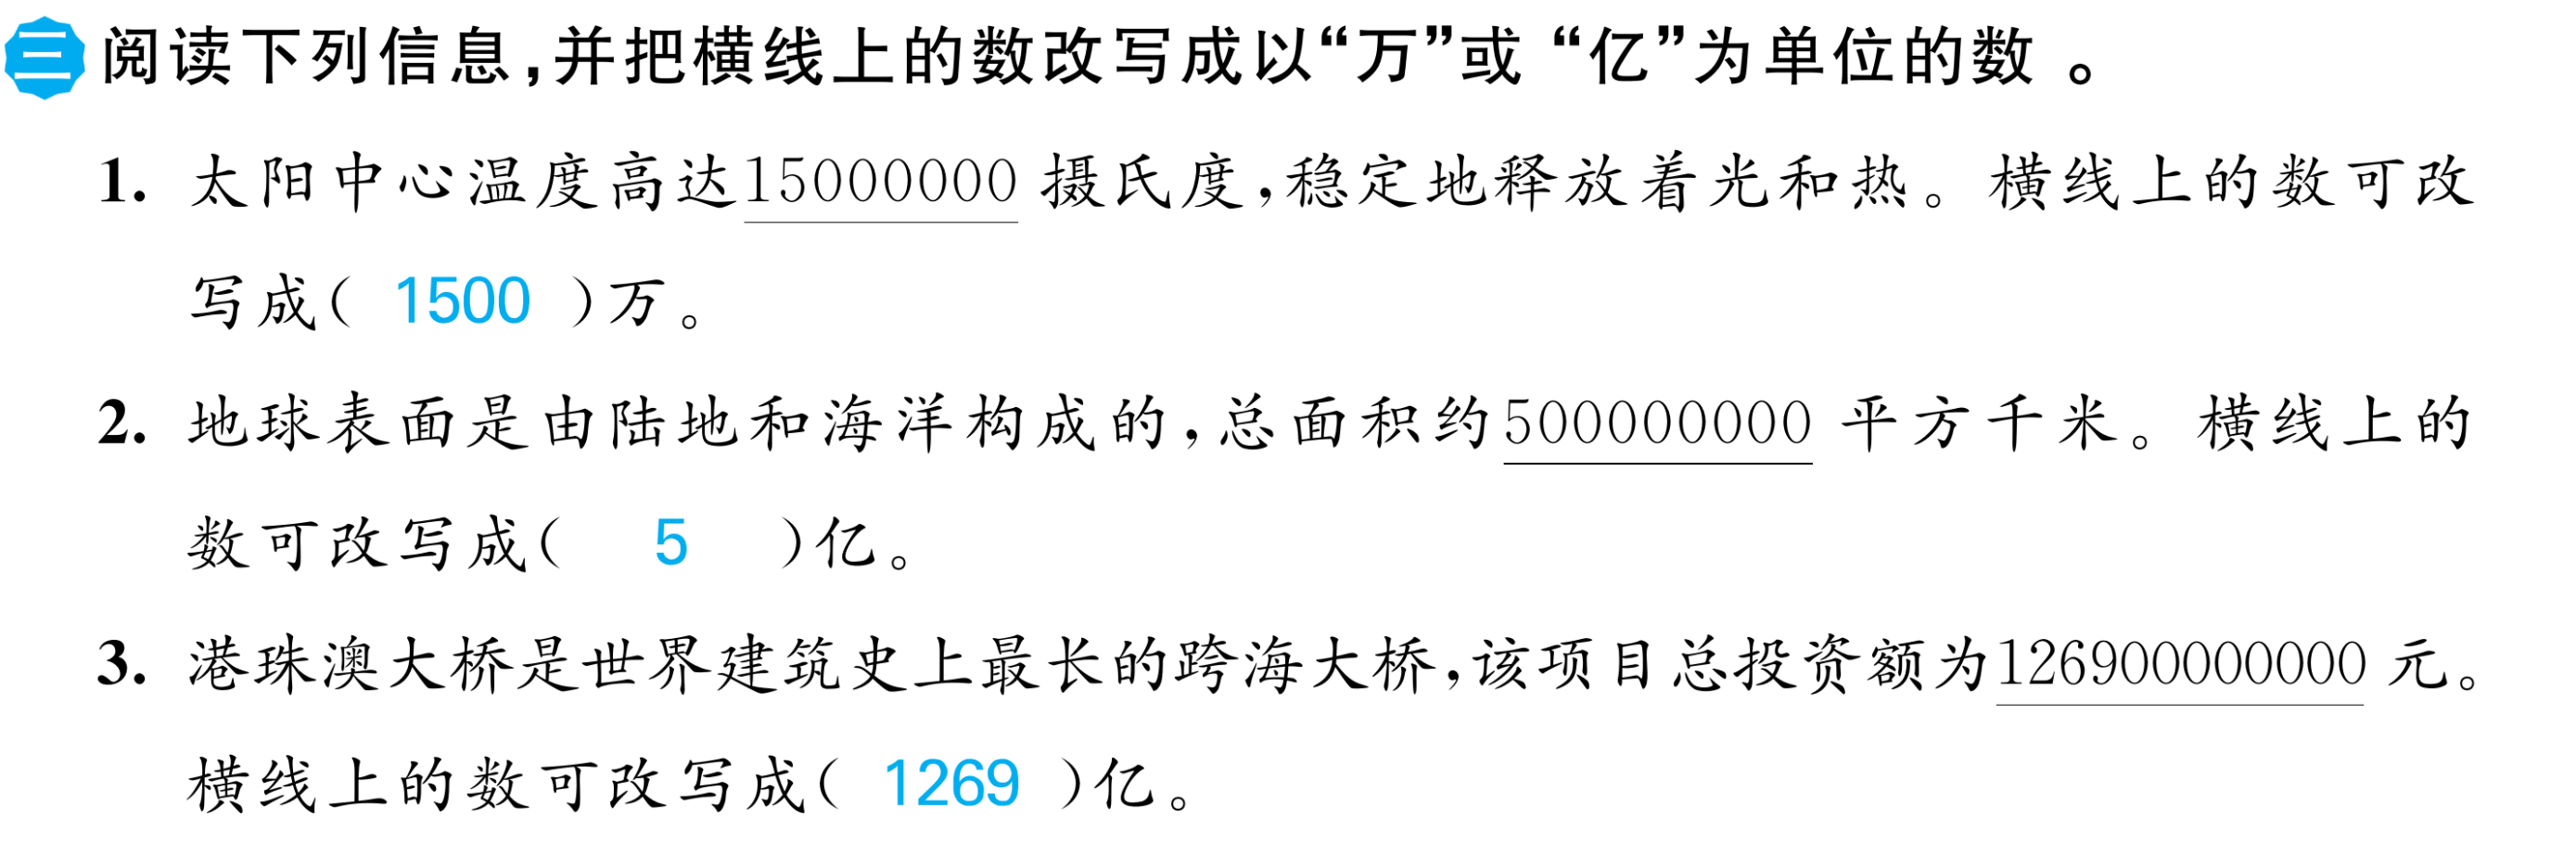 三 阅读下列信息,并把横线上的数改写成以“万”或“亿”为单位的数。
1. 太阳中心温度高达15000000摄氏度,稳定地释放着光和热。横线上的数可改
写成( 1500 )万。
2. 地球表面是由陆地和海洋构成的,总面积约500000000平方千米。横线上的
数可改写成( 5 )亿。
3. 港珠澳大桥是世界建筑史上最长的跨海大桥,该项目总投资额为126900000000元。
横线上的数可改写成( 1269 )亿。